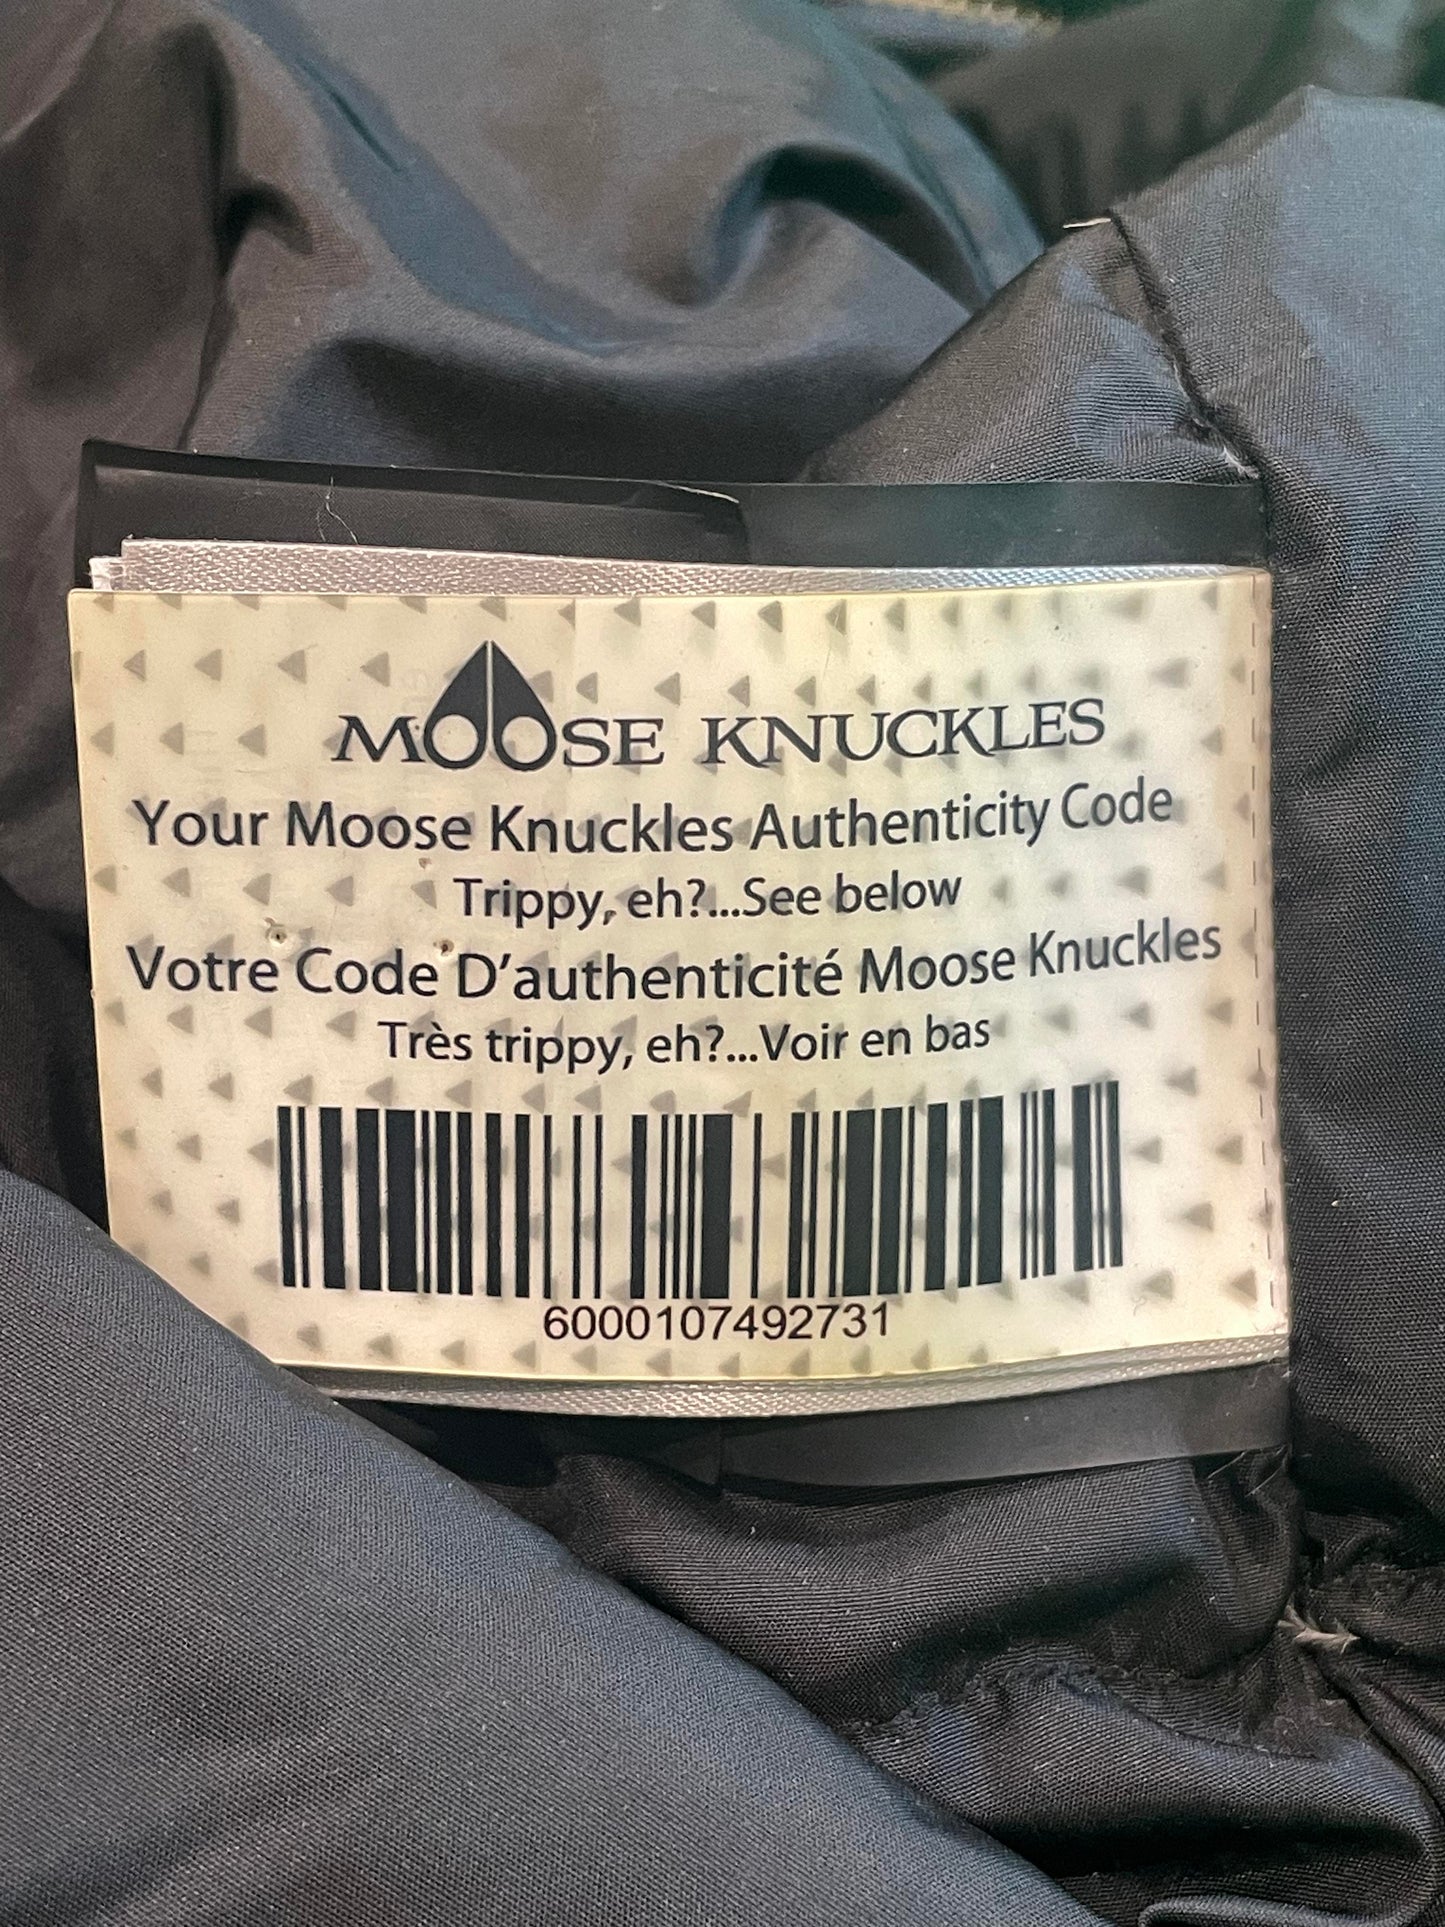 MOOSE KNUCKLES
Your Moose Knuckles Authenticity Code
Trippy, eh?...See below
Votre Code D'authenticité Moose Knuckles
Très trippy, eh?...Voir en bas
6000107492731